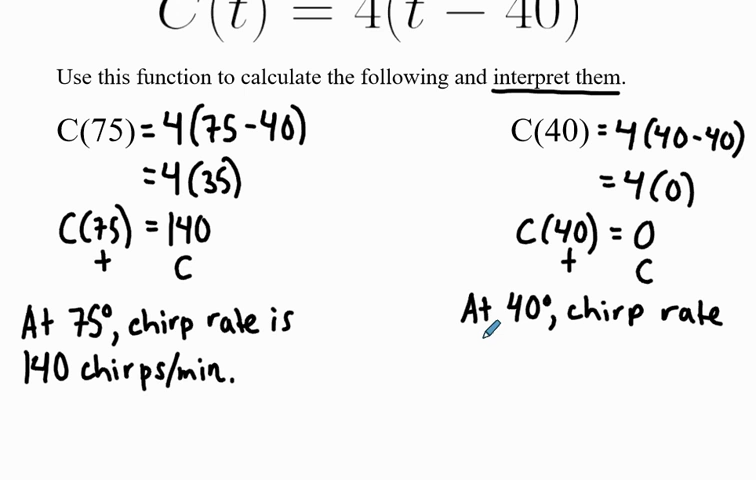 C(t) = 4(t − 40)
Use this function to calculate the following and interpret them.
C(75) = 4(75-40)
= 4(35)
C(75) = 140
t C
At 75°, chirp rate is
140 chirps/min.
C(40) = 4(40-40)
= 4(0)
C(40) = 0
t C
At 40°, chirp rate